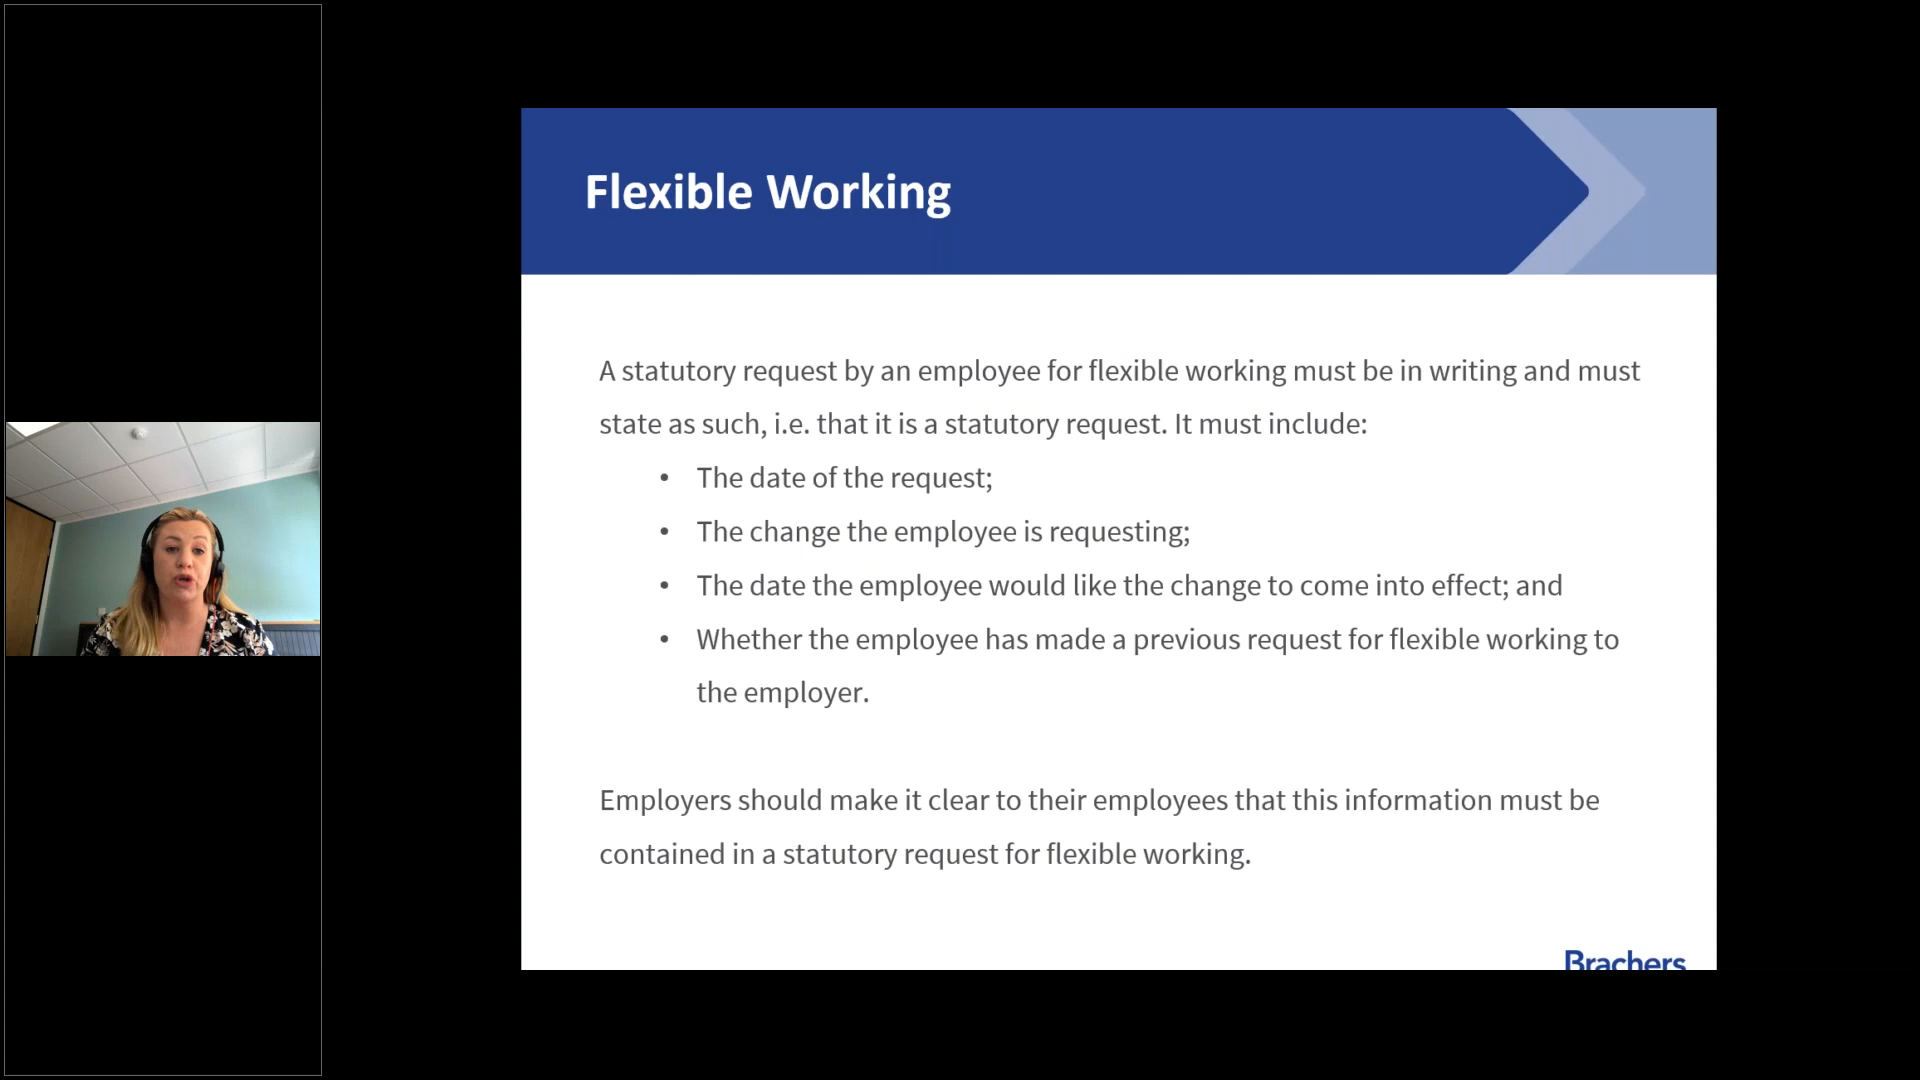 Flexible Working
A statutory request by an employee for flexible working must be in writing and must
state as such, i.e. that it is a statutory request. It must include:
• The date of the request;
• The change the employee is requesting;
• The date the employee would like the change to come into effect; and
• Whether the employee has made a previous request for flexible working to
the employer.
Employers should make it clear to their employees that this information must be
contained in a statutory request for flexible working.
Brachers